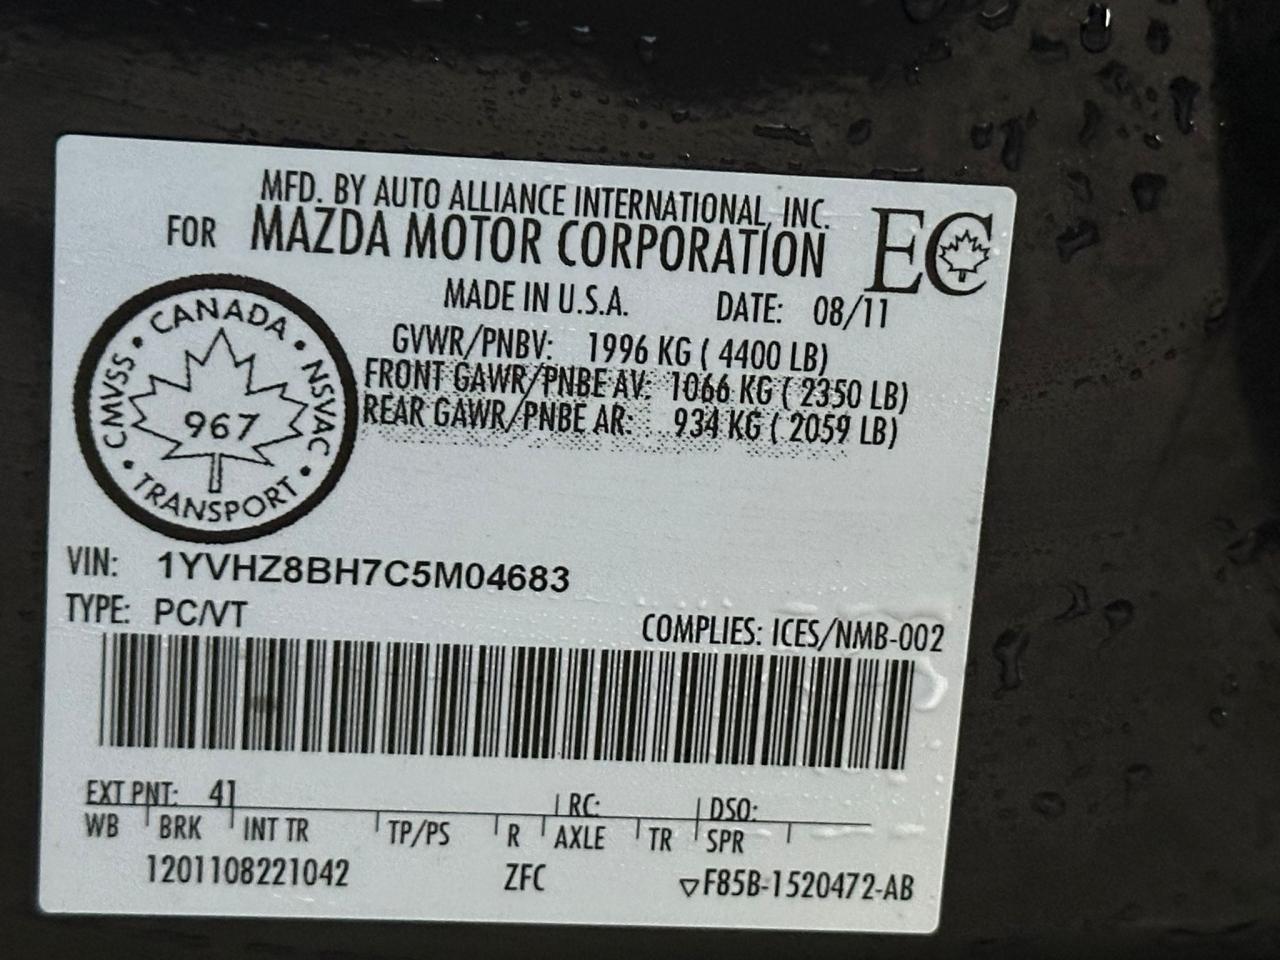 MFD. BY AUTO ALLIANCE INTERNATIONAL, INC.
FOR MAZDA MOTOR CORPORATION
EC
MADE IN U.S.A. DATE: 08/11
GVWR/PNBV: 1996 KG ( 4400 LB)
FRONT GAWR/PNBE AV: 1066 KG ( 2350 LB)
REAR GAWR/PNBE AR: 934 KG ( 2059 LB)
CANADA • NSVAC • TRANSPORT • CMVSS •
967
VIN: 1YVHZ8BH7C5M04683
TYPE: PC/VT
COMPLIES: ICES/NMB-002
EXT PNT: 41 RC: DSO:
WB BRK INT TR TP/PS R AXLE TR SPR
1201108221042 ZFC ▽F85B-1520472-AB